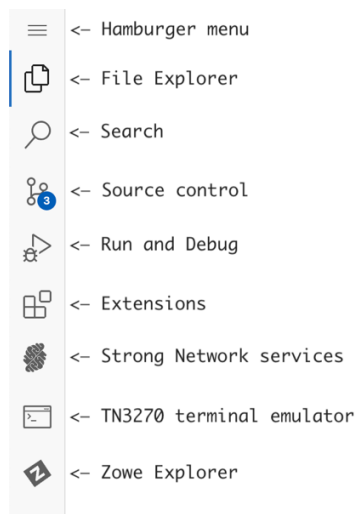 <– Hamburger menu
<– File Explorer
<– Search
<– Source control
3
<– Run and Debug
<– Extensions
<– Strong Network services
<– TN3270 terminal emulator
<– Zowe Explorer